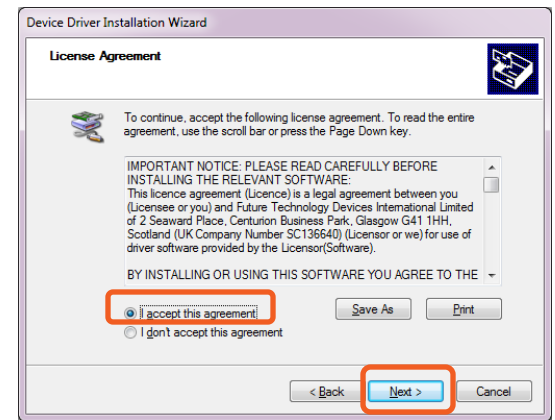 Device Driver Installation Wizard
License Agreement
To continue, accept the following license agreement. To read the entire
agreement, use the scroll bar or press the Page Down key.
IMPORTANT NOTICE: PLEASE READ CAREFULLY BEFORE
INSTALLING THE RELEVANT SOFTWARE:
This licence agreement (Licence) is a legal agreement between you
(Licensee or you) and Future Technology Devices International Limited
of 2 Seaward Place, Centurion Business Park, Glasgow G41 1HH,
Scotland (UK Company Number SC136640) (Licensor or we) for use of
driver software provided by the Licensor(Software).
BY INSTALLING OR USING THIS SOFTWARE YOU AGREE TO THE
I accept this agreement
Save As
Print
I don't accept this agreement
< Back
Next >
Cancel